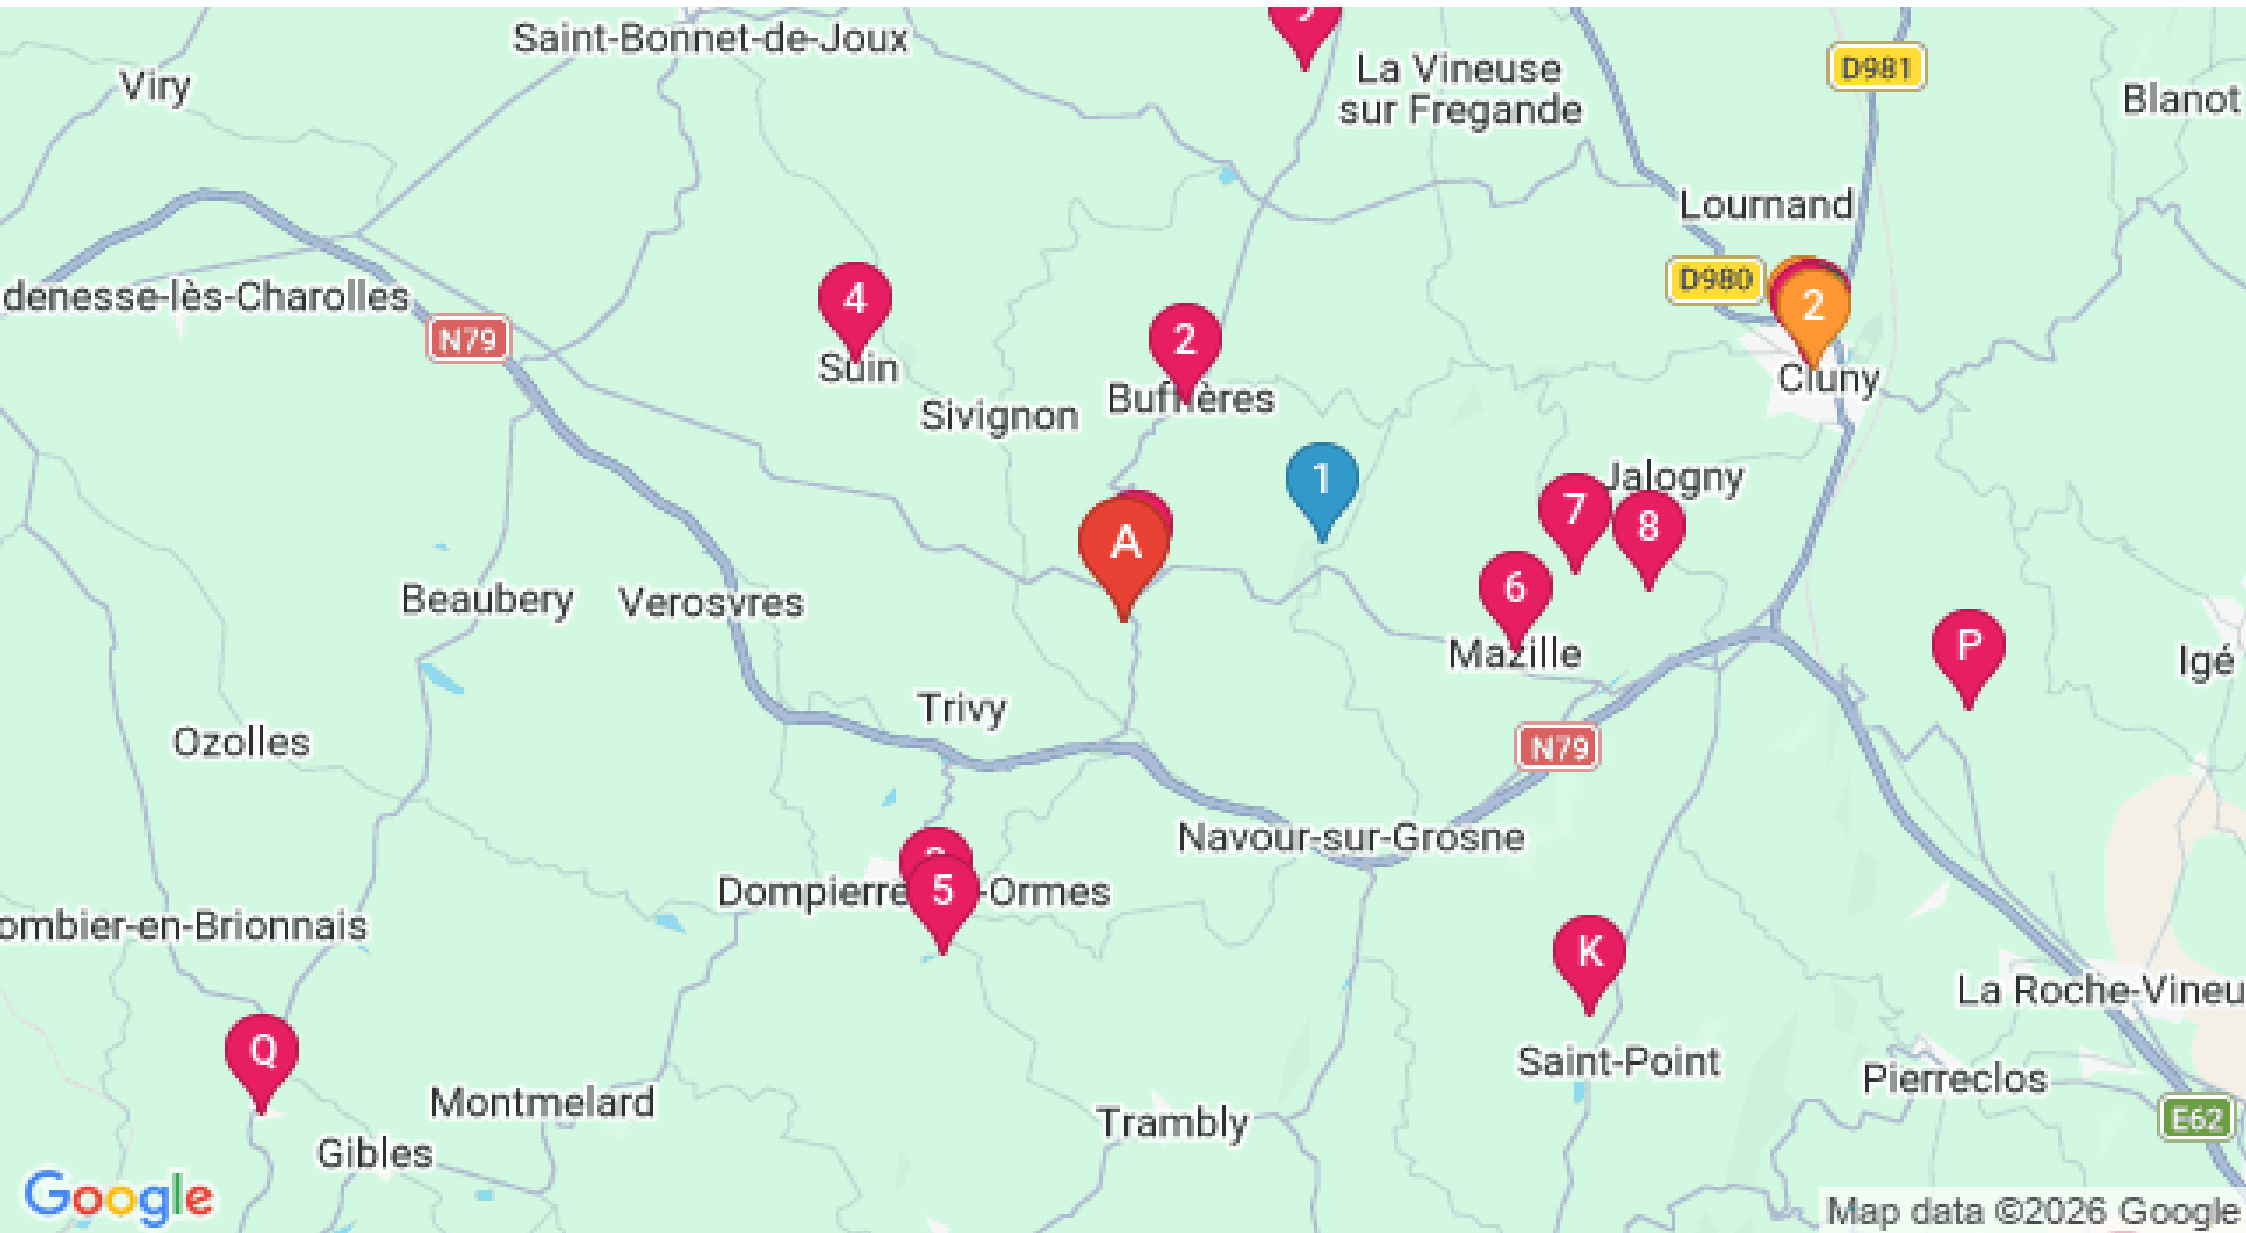 Saint-Bonnet-de-Joux
Viry
La Vineuse
sur Fregande
D981
Blanot
Lournand
D980
denesse-lès-Charolles
N79
4
Suin
2
Buffières
2
Cluny
Sivignon
1
Jalogny
7
8
A
6
Mazille
Beaubery
Verosvres
P
Igé
Trivy
Ozolles
N79
Navour-sur-Grosne
5
-Ormes
Dompierre
ombier-en-Brionnais
K
La Roche-Vineu
Q
Saint-Point
Pierreclos
Montmelard
Trambly
E62
Gibles
Google
Map data ©2026 Google